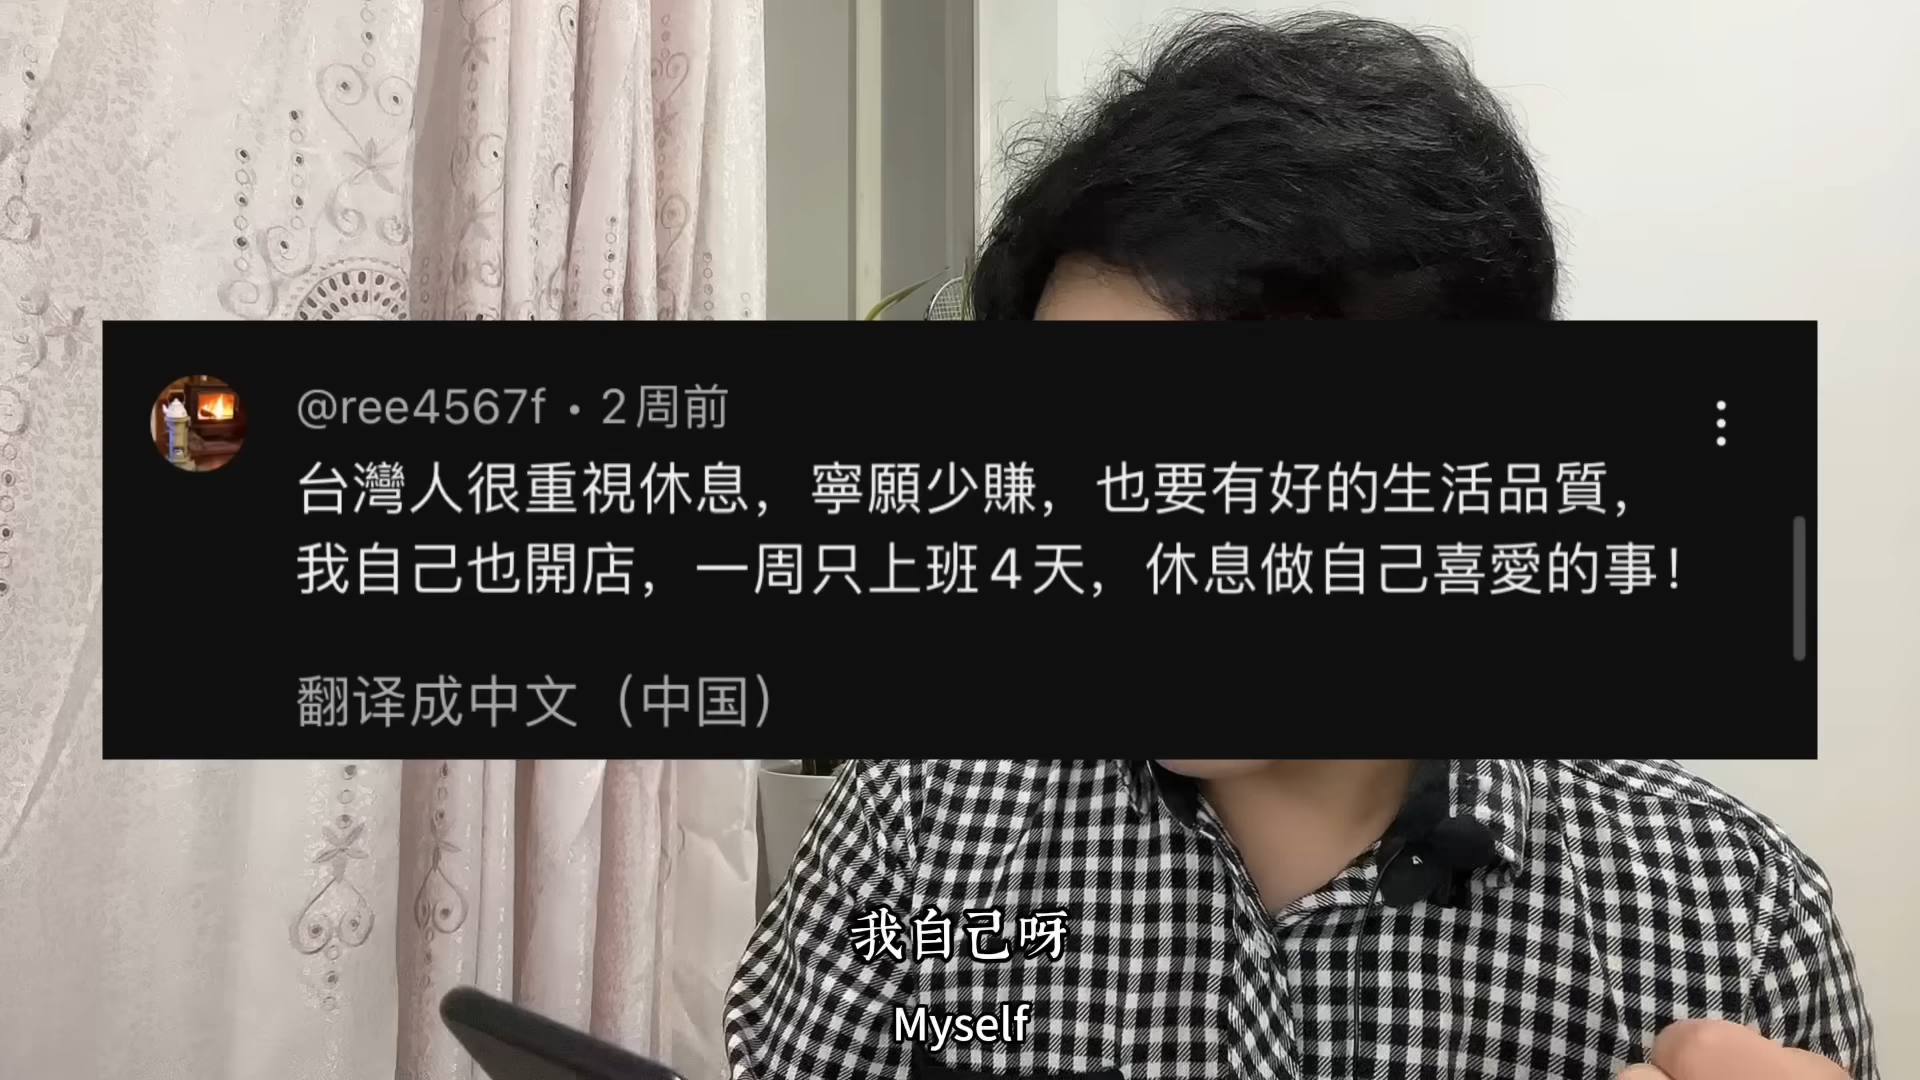 @ree4567f • 2周前
台灣人很重視休息，寧願少賺，也要有好的生活品質，
我自己也開店，一周只上班4天，休息做自己喜愛的事！
翻译成中文（中国）
我自己呀
Myself